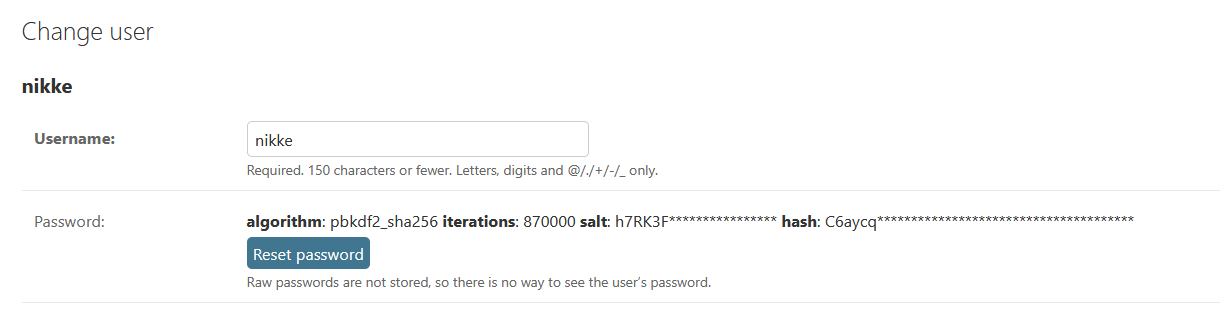 Change user
nikke
Username:
nikke
Required. 150 characters or fewer. Letters, digits and @/./+/-/_ only.
Password:
algorithm: pbkdf2_sha256 iterations: 870000 salt: h7RK3F**************** hash: C6aycq**************************************
Reset password
Raw passwords are not stored, so there is no way to see the user’s password.